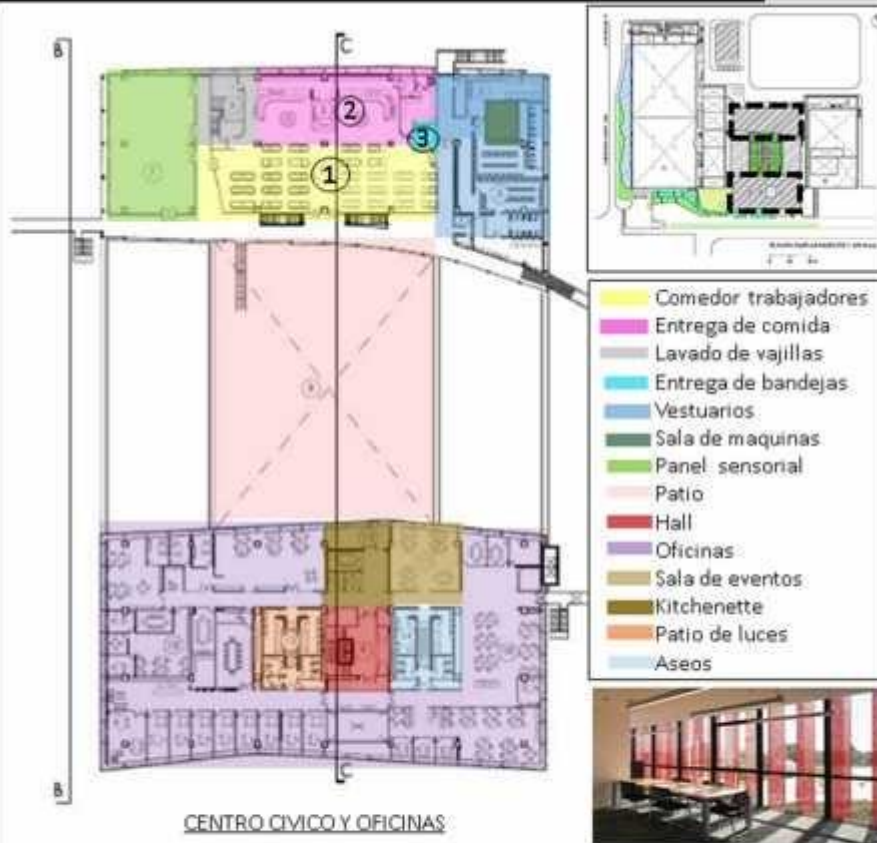 B
C
2
3
1
B
C
CENTRO CIVICO Y OFICINAS
Comedor trabajadores
Entrega de comida
Lavado de vajillas
Entrega de bandejas
Vestuarios
Sala de maquinas
Panel sensorial
Patio
Hall
Oficinas
Sala de eventos
Kitchenette
Patio de luces
Aseos